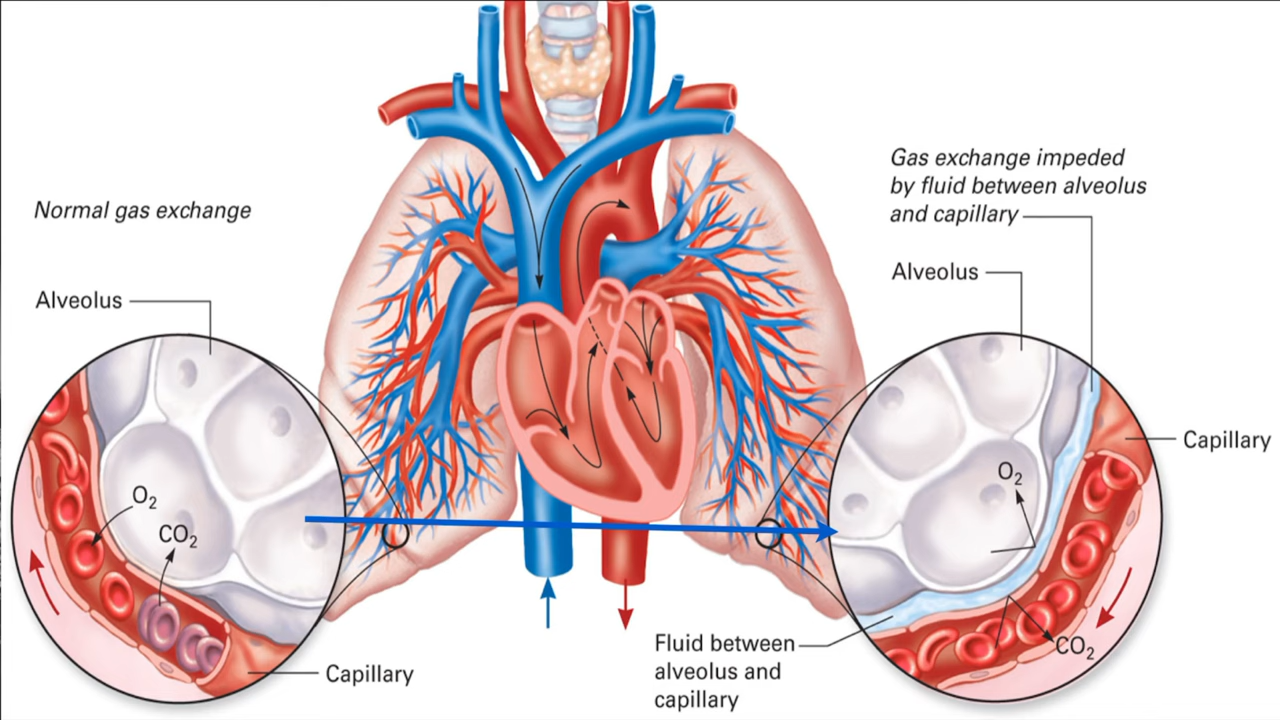 Normal gas exchange
Alveolus
O₂
CO₂
Capillary
Gas exchange impeded
by fluid between alveolus
and capillary
Alveolus
Capillary
O₂
CO₂
Fluid between
alveolus and
capillary